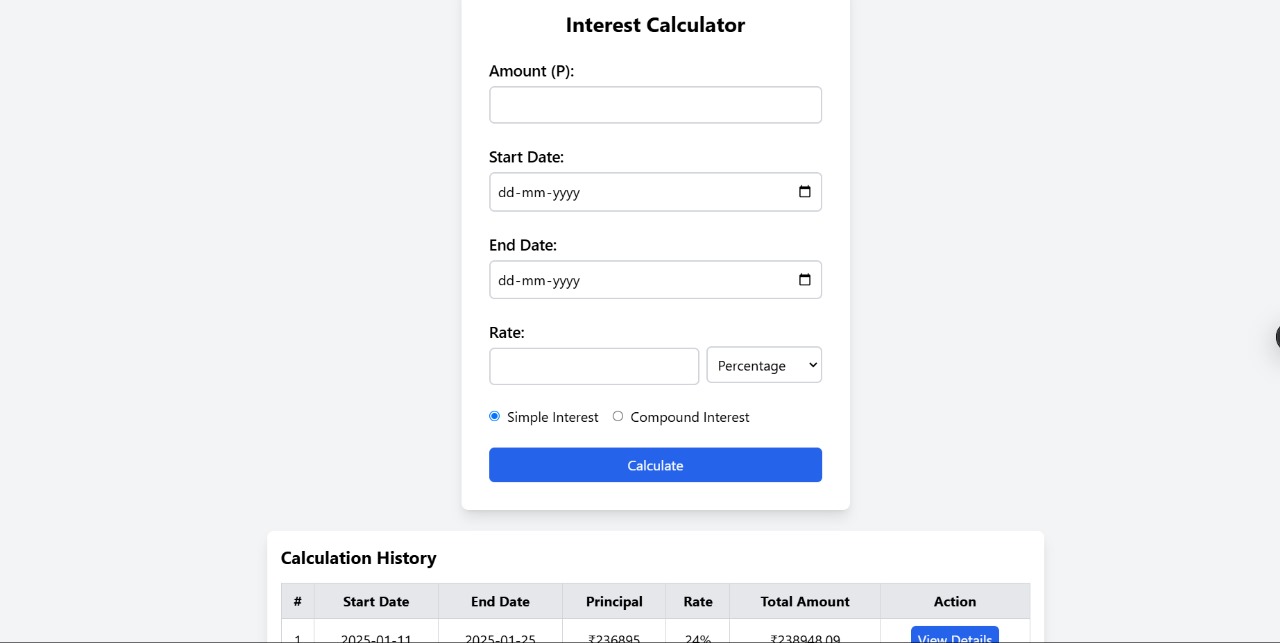 Interest Calculator
Amount (P):
Start Date:
dd-mm-yyyy
End Date:
dd-mm-yyyy
Rate:
Percentage
Simple Interest Compound Interest
Calculate
Calculation History
# Start Date End Date Principal Rate Total Amount Action
1 2025-01-11 2025-01-25 ₹236895 24% ₹238948.09 View Details